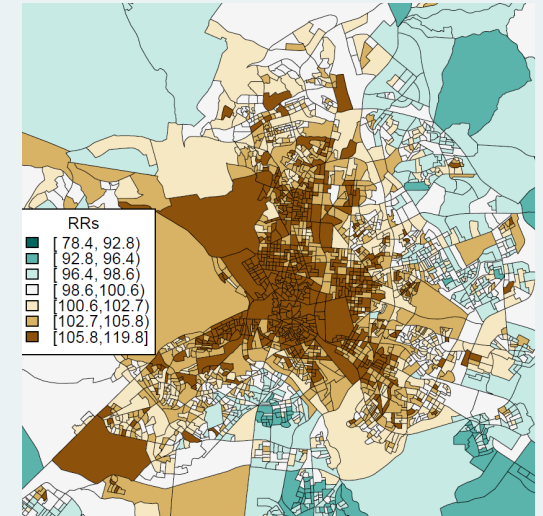 RRs
[ 78.4, 92.8)
[ 92.8, 96.4)
[ 96.4, 98.6)
[ 98.6,100.6)
[100.6,102.7)
[102.7,105.8)
[105.8,119.8]